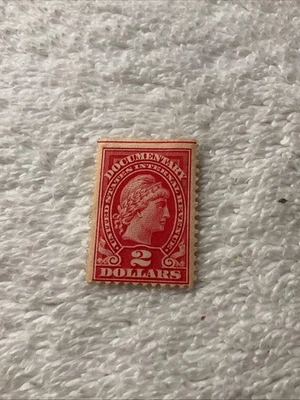 DOCUMENTARY
UNITED STATES INTERNAL REVENUE
2
DOLLARS